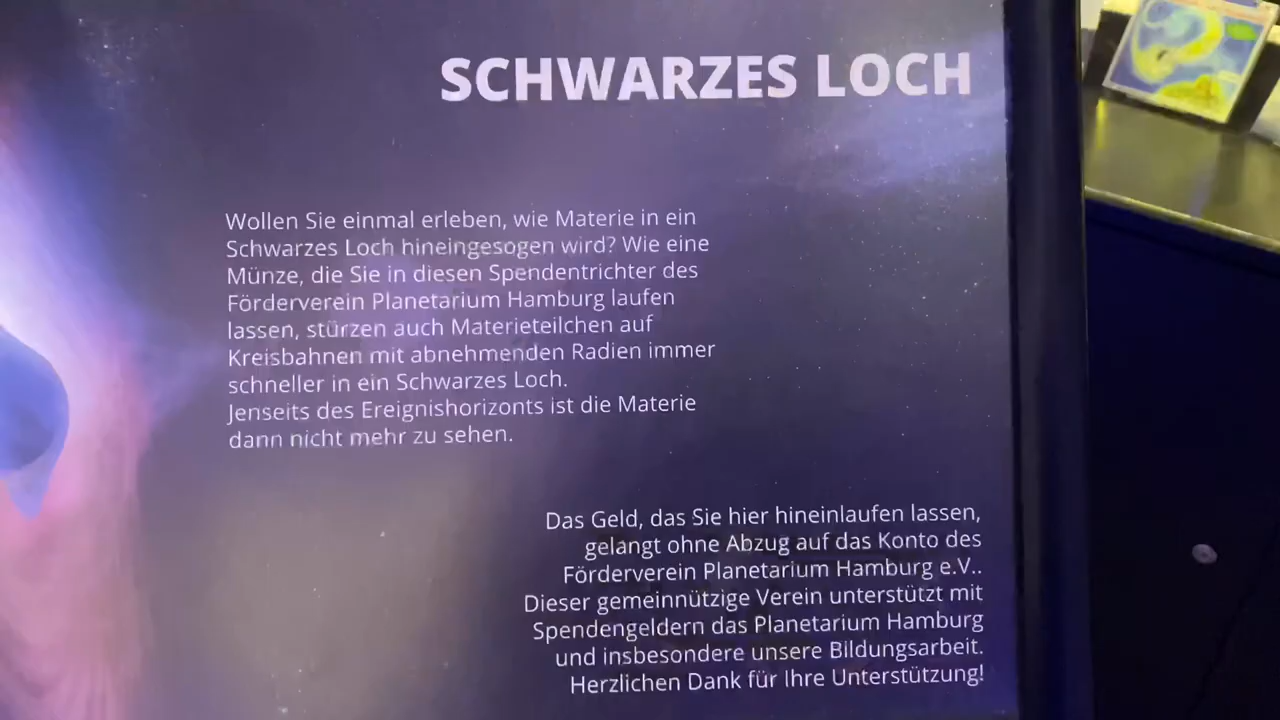 SCHWARZES LOCH
Wollen Sie einmal erleben, wie Materie in ein
Schwarzes Loch hineingesogen wird? Wie eine
Münze, die Sie in diesen Spendentrichter des
Förderverein Planetarium Hamburg laufen
lassen, stürzen auch Materieteilchen auf
Kreisbahnen mit abnehmenden Radien immer
schneller in ein Schwarzes Loch.
Jenseits des Ereignishorizonts ist die Materie
dann nicht mehr zu sehen.
Das Geld, das Sie hier hineinlaufen lassen,
gelangt ohne Abzug auf das Konto des
Förderverein Planetarium Hamburg e.V..
Dieser gemeinnützige Verein unterstützt mit
Spendengeldern das Planetarium Hamburg
und insbesondere unsere Bildungsarbeit.
Herzlichen Dank für Ihre Unterstützung!